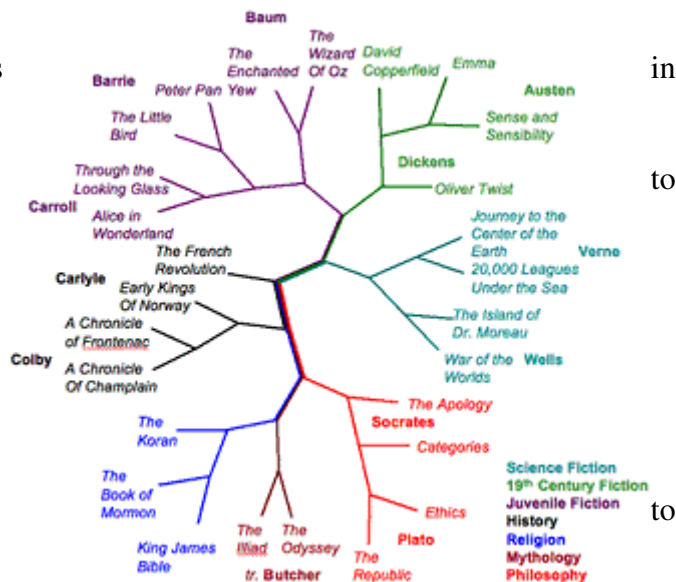 Baum
The
Wizard
Of Oz
The
Enchanted
Yew
David
Copperfield
Emma
s
in
Barrie
Peter Pan
Austen
The Little
Bird
Sense and
Sensibility
Dickens
Through the
Looking Glass
Oliver Twist
to
Carroll
Alice in
Wonderland
Journey to the
Center of the
Earth
Verne
20,000 Leagues
Under the Sea
The French
Revolution
Carlyle
Early Kings
Of Norway
A Chronicle
of Frontenac
The Island of
Dr. Moreau
Colby
A Chronicle
Of Champlain
War of the
Worlds
Wells
The
Koran
The Apology
Socrates
Categories
The
Book of
Mormon
Science Fiction
19th Century Fiction
Juvenile Fiction
History
Religion
Mythology
Philosophy
to
Ethics
Plato
King James
Bible
The
Illiad
The
Odyssey
tr. Butcher
The
Republic